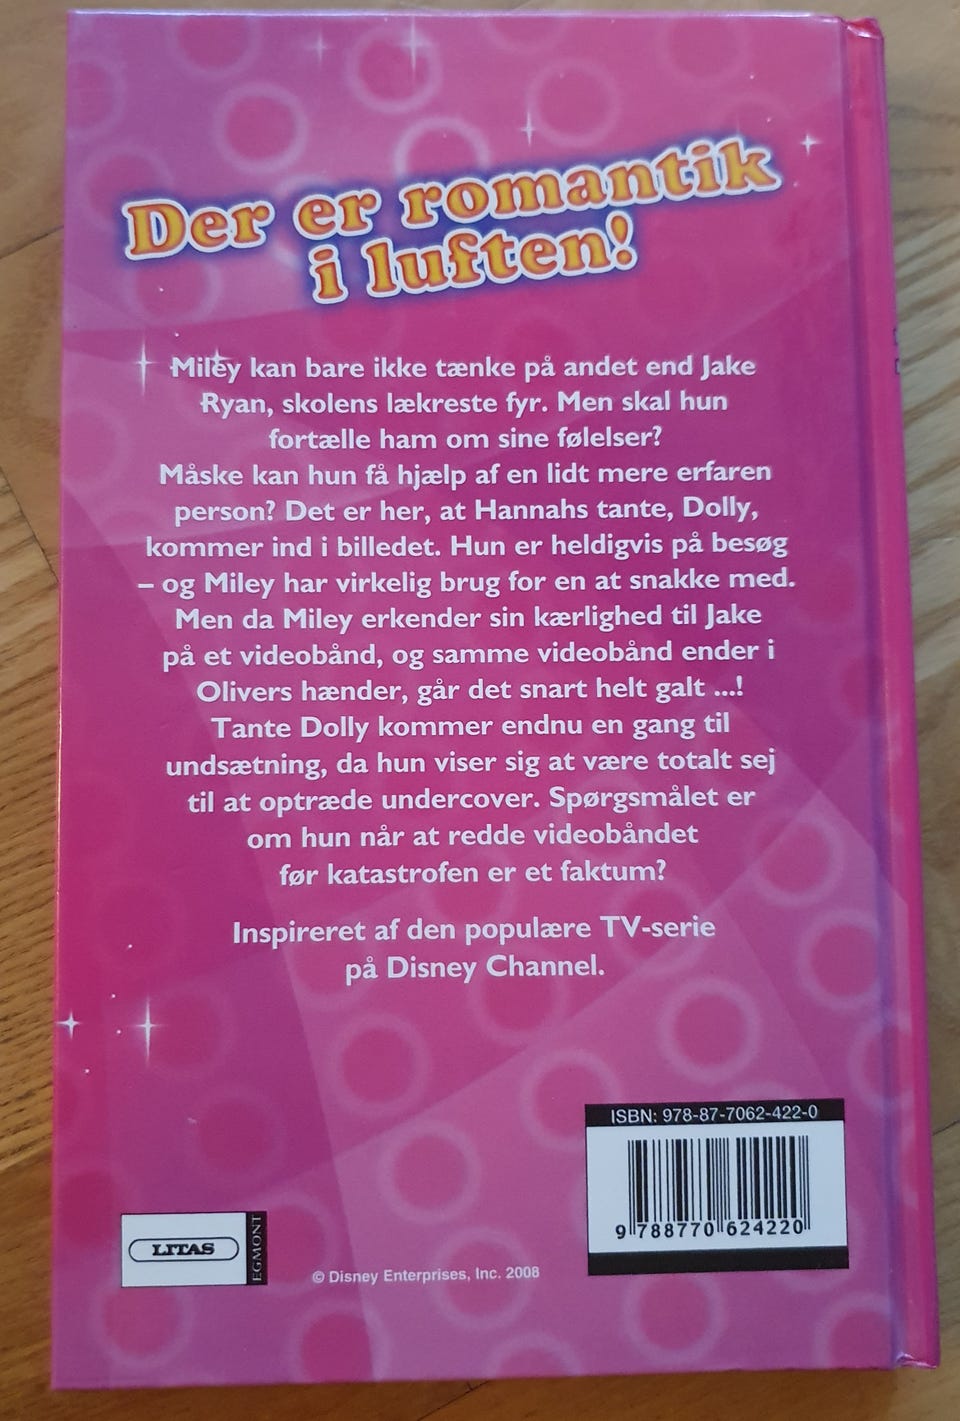 Der er romantik
i luften!
Miley kan bare ikke tænke på andet end Jake
Ryan, skolens lækreste fyr. Men skal hun
fortælle ham om sine følelser?
Måske kan hun få hjælp af en lidt mere erfaren
person? Det er her, at Hannahs tante, Dolly,
kommer ind i billedet. Hun er heldigvis på besøg
– og Miley har virkelig brug for en at snakke med.
Men da Miley erkender sin kærlighed til Jake
på et videobånd, og samme videobånd ender i
Olivers hænder, går det snart helt galt ...!
Tante Dolly kommer endnu en gang til
undsætning, da hun viser sig at være totalt sej
til at optræde undercover. Spørgsmålet er
om hun når at redde videobåndet
før katastrofen er et faktum?
Inspireret af den populære TV-serie
på Disney Channel.
ISBN: 978-87-7062-422-0
9 788770 624220
LITAS
EGMONT
© Disney Enterprises, Inc. 2008